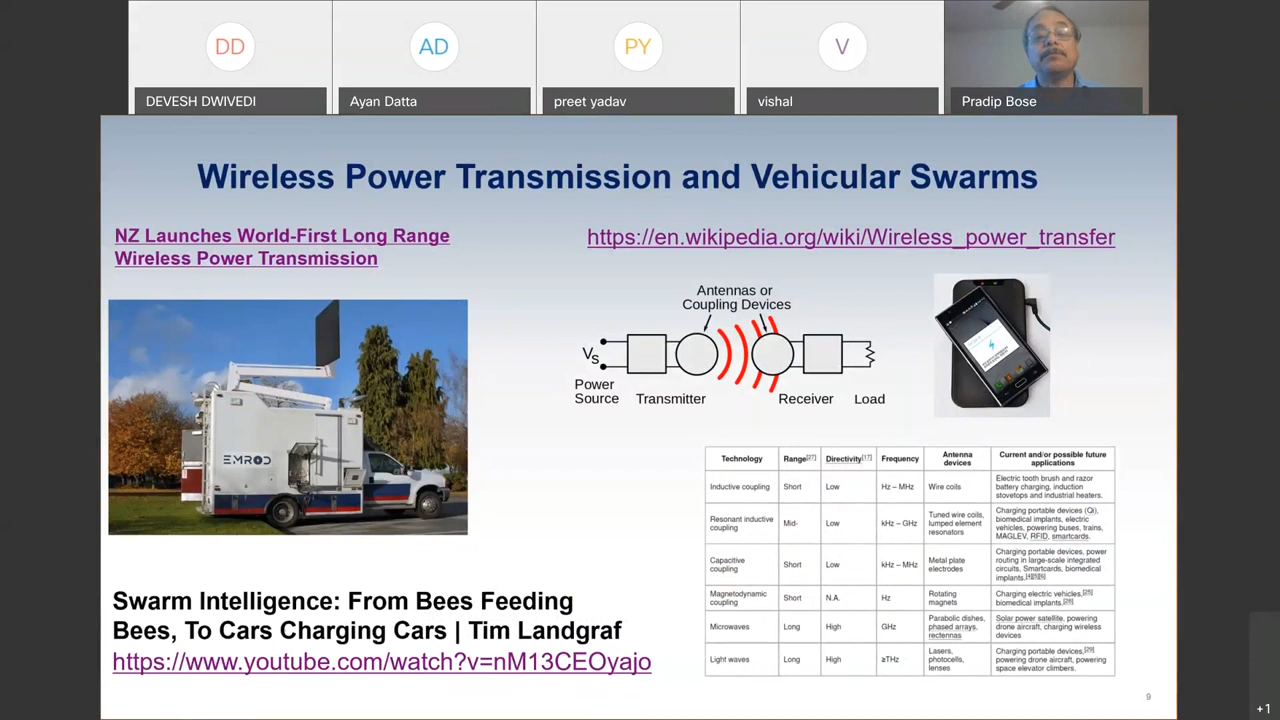 DD
AD
PY
V
DEVESH DWIVEDI
Ayan Datta
preet yadav
vishal
Pradip Bose
Wireless Power Transmission and Vehicular Swarms
NZ Launches World-First Long Range
Wireless Power Transmission
https://en.wikipedia.org/wiki/Wireless_power_transfer
Antennas or
Coupling Devices
Vs
Power
Source
Transmitter
Receiver
Load
EMROD
Technology
Range[27]
Directivity[17]
Frequency
Antenna
devices
Current and/or possible future
applications
Inductive coupling
Short
Low
Hz – MHz
Wire coils
Electric tooth brush and razor
battery charging, induction
stovetops and industrial heaters.
Resonant inductive
coupling
Mid-
Low
kHz – GHz
Tuned wire coils,
lumped element
resonators
Charging portable devices (Qi),
biomedical implants, electric
vehicles, powering buses, trains,
MAGLEV, RFID, smartcards.
Capacitive
coupling
Short
Low
kHz – MHz
Metal plate
electrodes
Charging portable devices, power
routing in large-scale integrated
circuits, Smartcards, biomedical
implants.[4][5][6]
Magnetodynamic
coupling
Short
N.A.
Hz
Rotating
magnets
Charging electric vehicles,[25]
biomedical implants.[26]
Microwaves
Long
High
GHz
Parabolic dishes,
phased arrays,
rectennas
Solar power satellite, powering
drone aircraft, charging wireless
devices
Light waves
Long
High
≥THz
Lasers,
photocells,
lenses
Charging portable devices,[29]
powering drone aircraft, powering
space elevator climbers.
Swarm Intelligence: From Bees Feeding
Bees, To Cars Charging Cars | Tim Landgraf
https://www.youtube.com/watch?v=nM13CEOyajo
9
+1